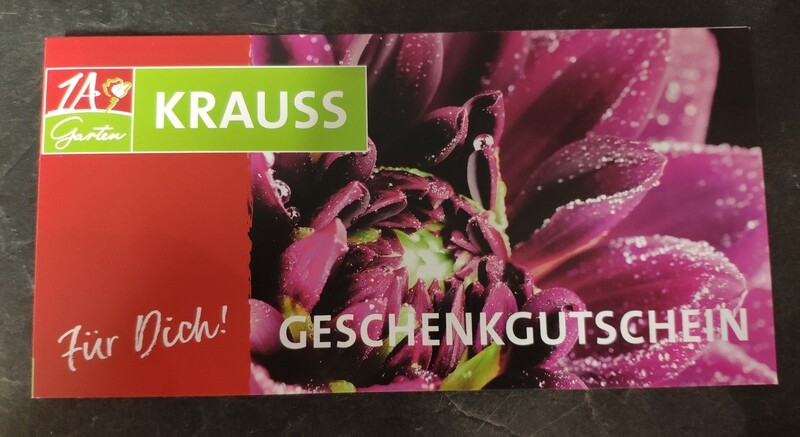 1A
Garten
KRAUSS
Für Dich!
GESCHENKGUTSCHEIN